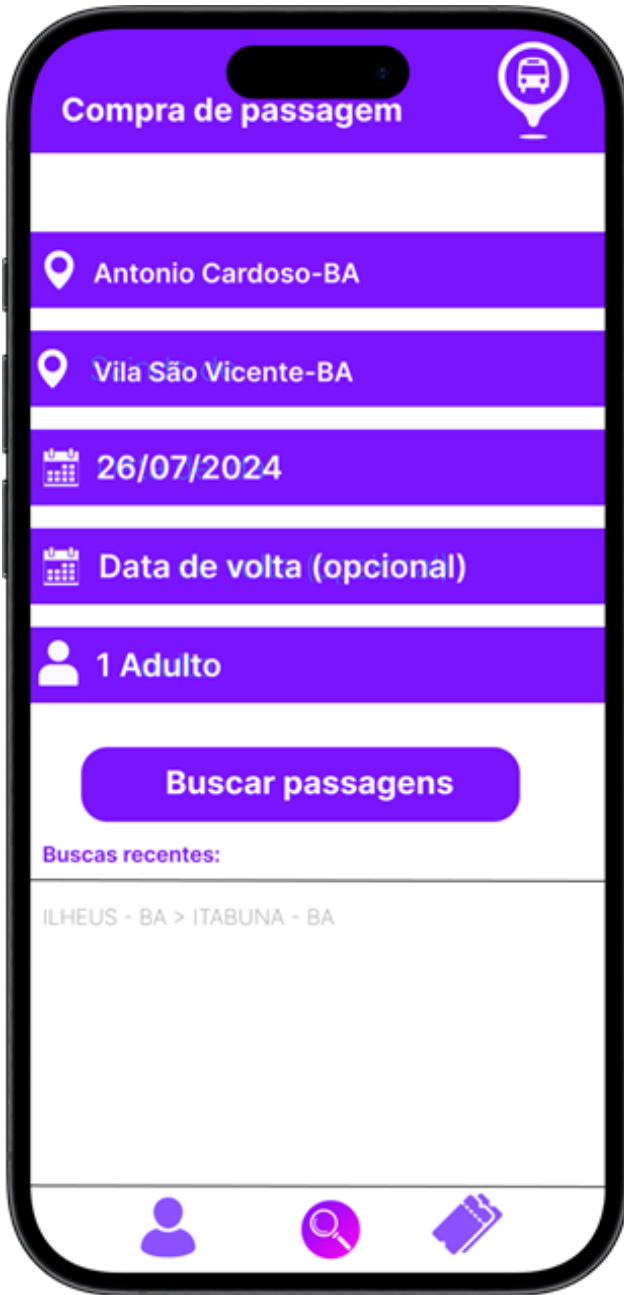 Compra de passagem
Antonio Cardoso-BA
Vila São Vicente-BA
26/07/2024
Data de volta (opcional)
1 Adulto
Buscar passagens
Buscas recentes:
ILHEUS - BA > ITABUNA - BA